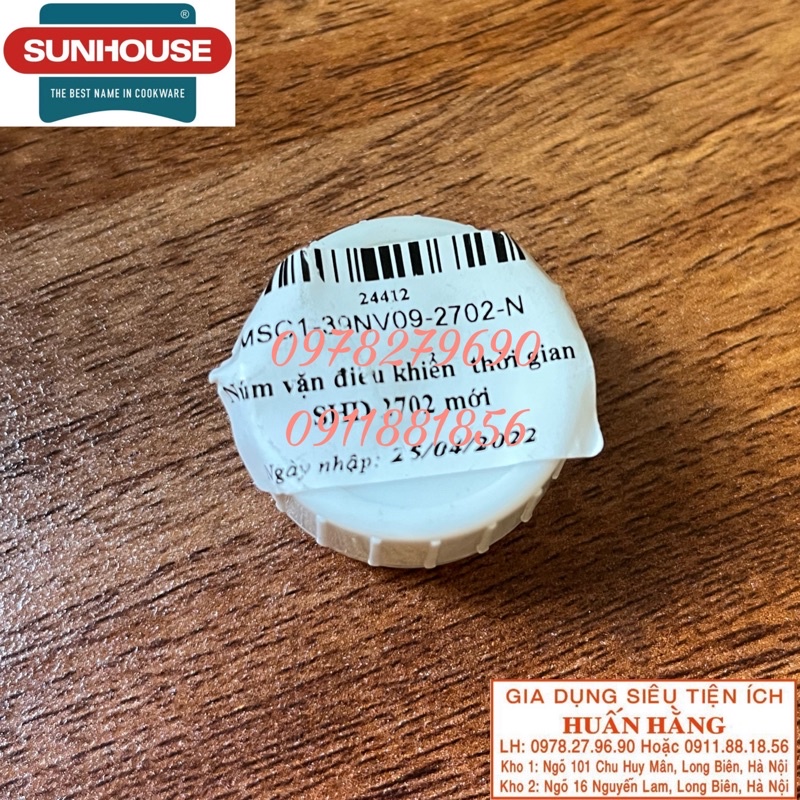 SUNHOUSE
®
THE BEST NAME IN COOKWARE
24412
MSC1-39NV09-2702-N
0978279690
Núm vặn điều khiển thời gian
SHD 2702 mới
0911881856
Ngày nhập: 25/04/2022
GIA DỤNG SIÊU TIỆN ÍCH
HUẤN HẰNG
LH: 0978.27.96.90 Hoặc 0911.88.18.56
Kho 1: Ngõ 101 Chu Huy Mân, Long Biên, Hà Nội
Kho 2: Ngõ 16 Nguyễn Lam, Long Biên, Hà Nội